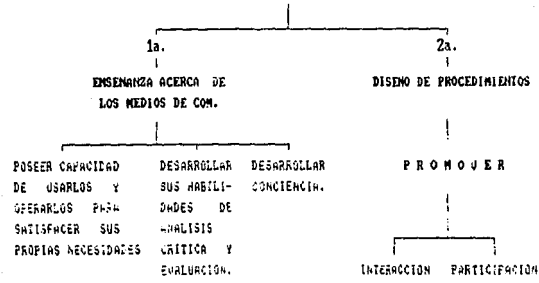 1a.
2a.
ENSENANZA ACERCA DE
LOS MEDIOS DE COM.
DISENO DE PROCEDIMIENTOS
POSEER CAPACIDAD
DE USARLOS Y
OPERARLOS PARA
SATISFACER SUS
PROPIAS NECESIDADES
DESARROLLAR
SUS HABILI-
DADES DE
ANALISIS
CRITICA Y
EVALUACION.
DESARROLLAR
CONCIENCIA.
PROMOVER
INTERACCION
PARTICIPACION